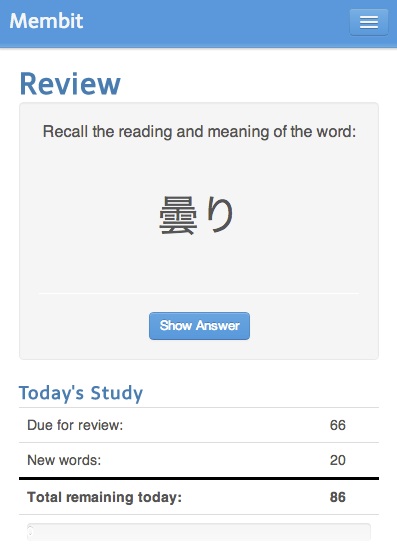 Membit
Review
Recall the reading and meaning of the word:
曇り
Show Answer
Today's Study
Due for review: 66
New words: 20
Total remaining today: 86